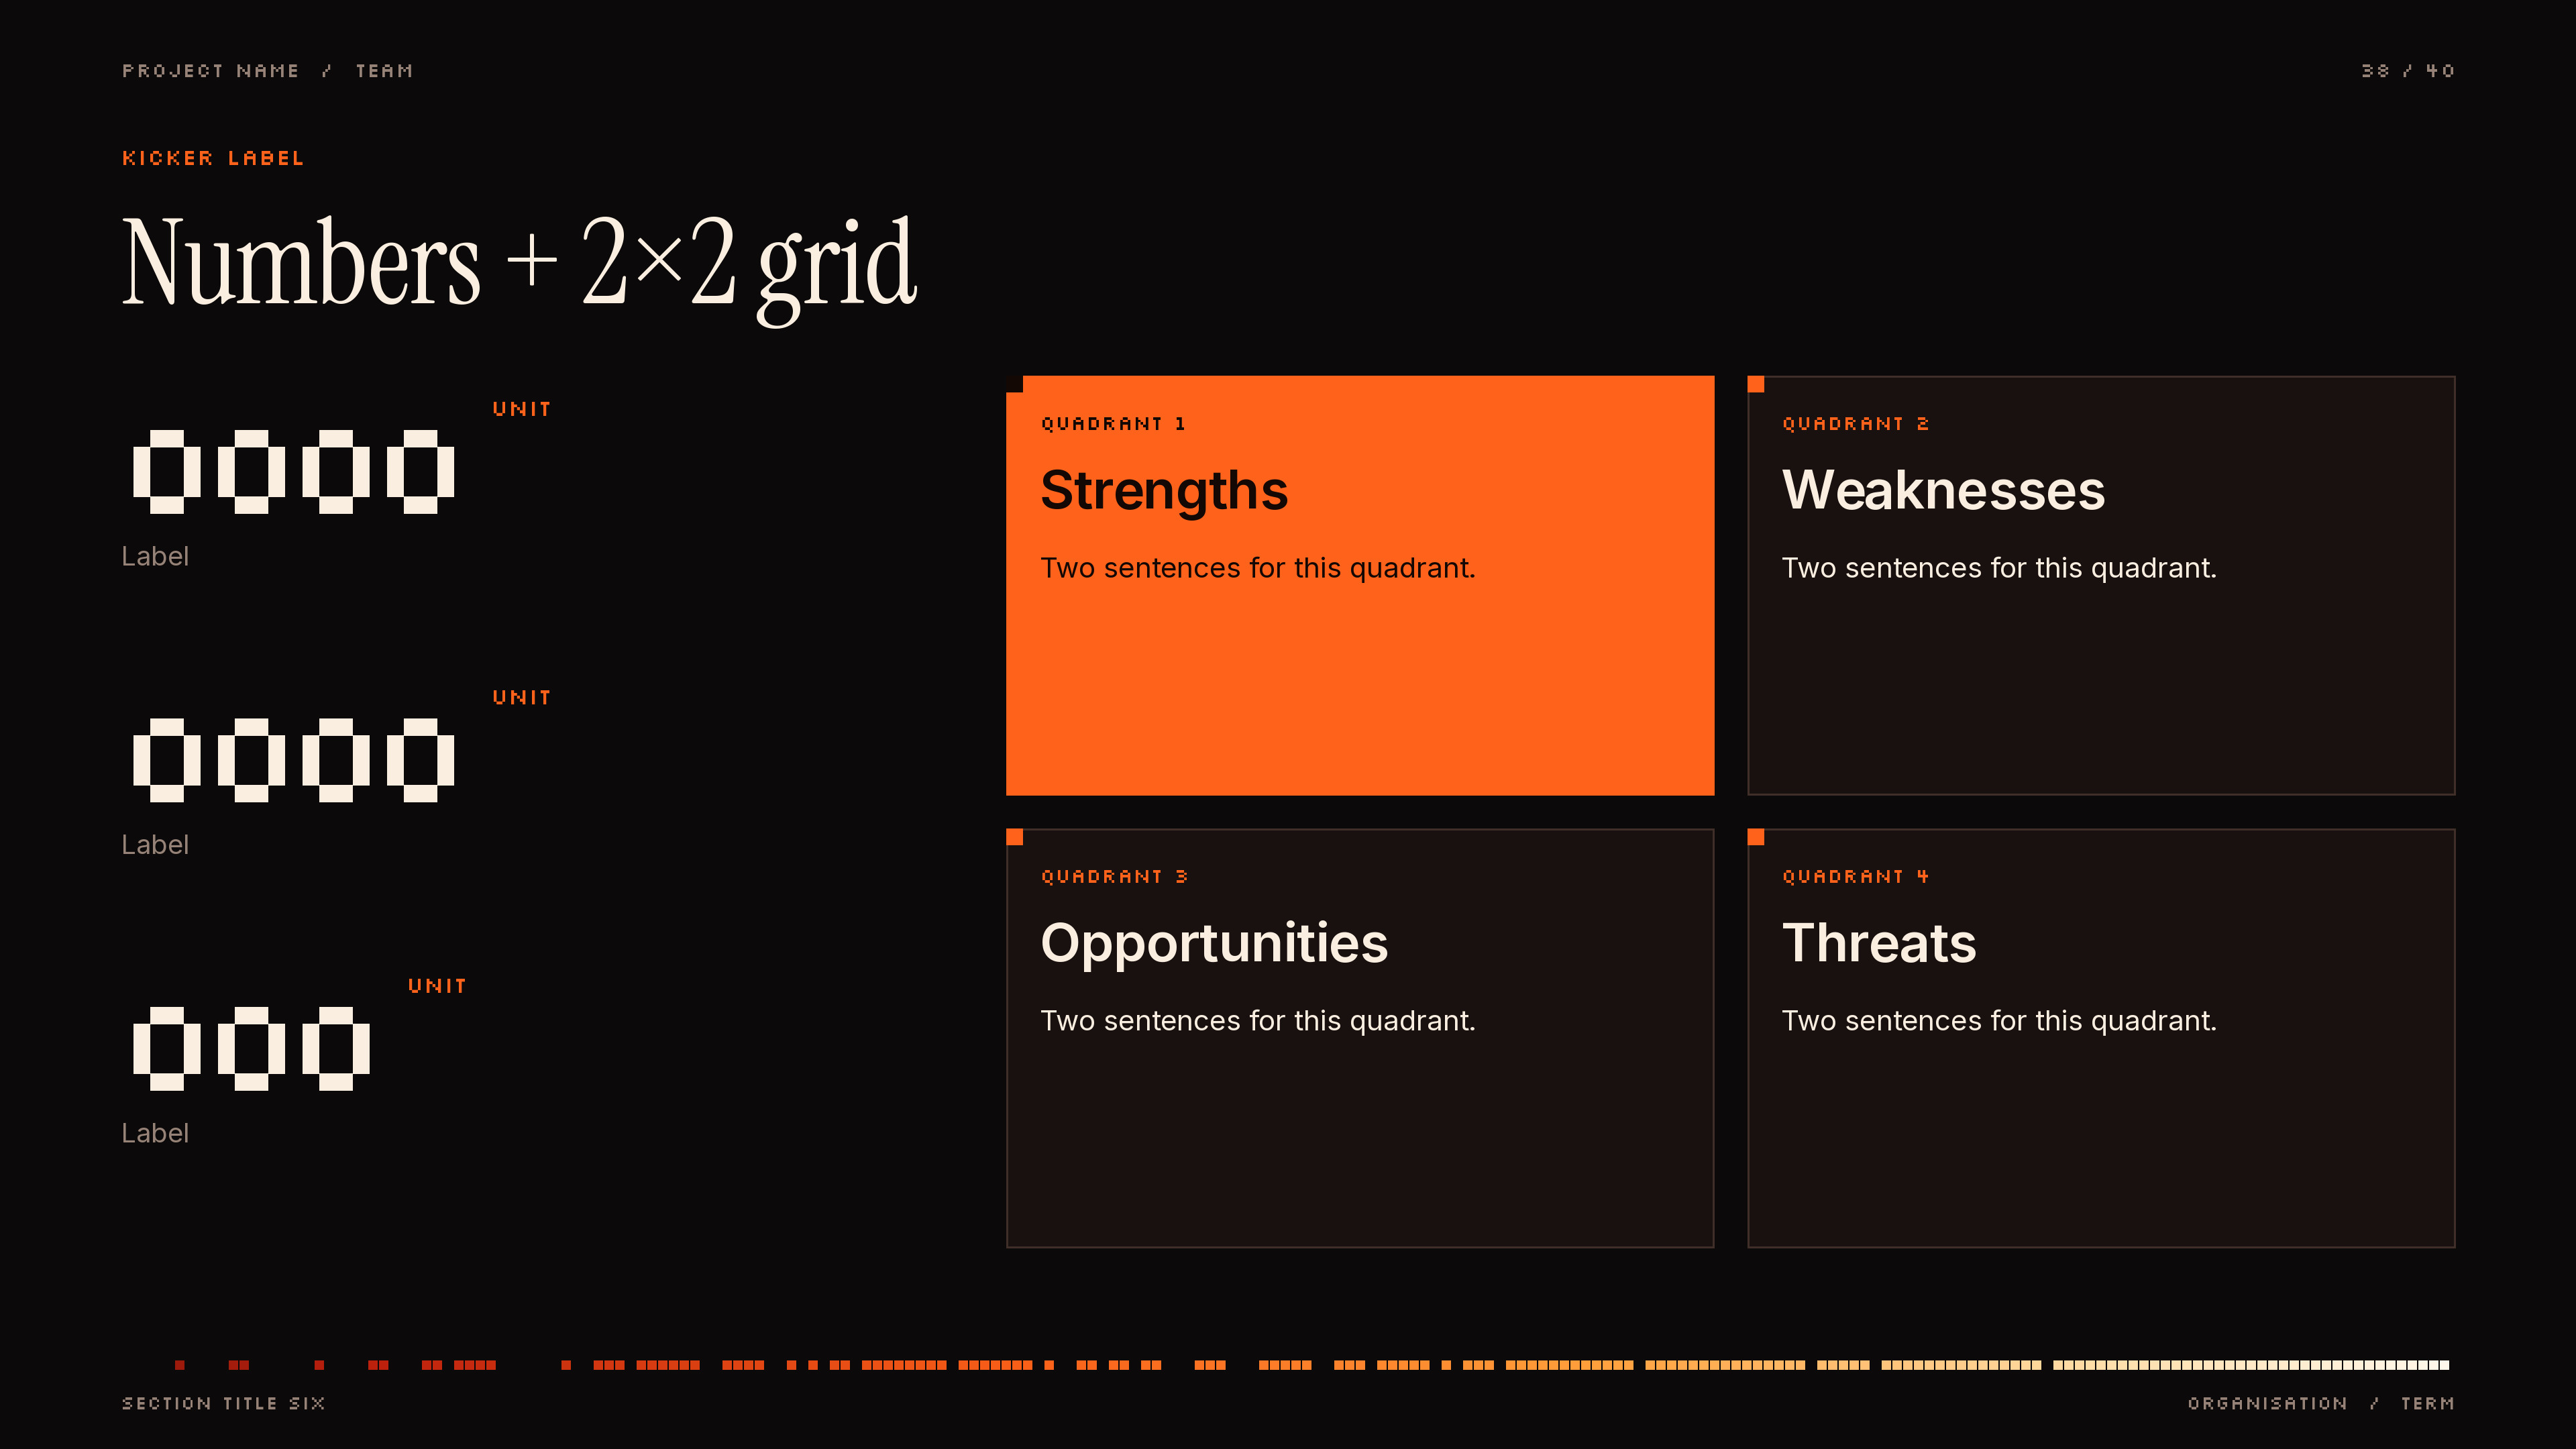 PROJECT NAME / TEAM
38 / 40
KICKER LABEL
Numbers + 2×2 grid
0000 UNIT
Label
0000 UNIT
Label
000 UNIT
Label
QUADRANT 1
Strengths
Two sentences for this quadrant.
QUADRANT 2
Weaknesses
Two sentences for this quadrant.
QUADRANT 3
Opportunities
Two sentences for this quadrant.
QUADRANT 4
Threats
Two sentences for this quadrant.
SECTION TITLE SIX
ORGANISATION / TERM